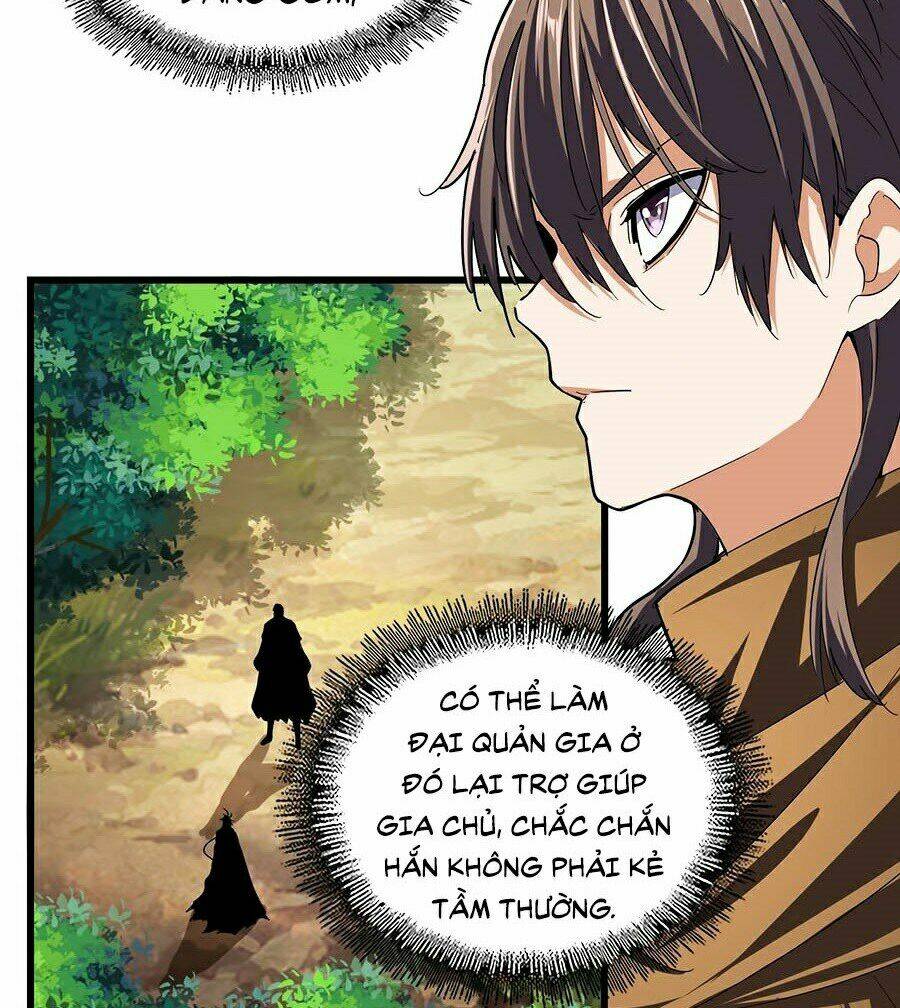 CÓ THỂ LÀM
ĐẠI QUẢN GIA Ở
ĐÓ LẠI TRỢ GIÚP
GIA CHỦ, CHẮC CHẮN
HẮN KHÔNG PHẢI KẺ
TẦM THƯỜNG.